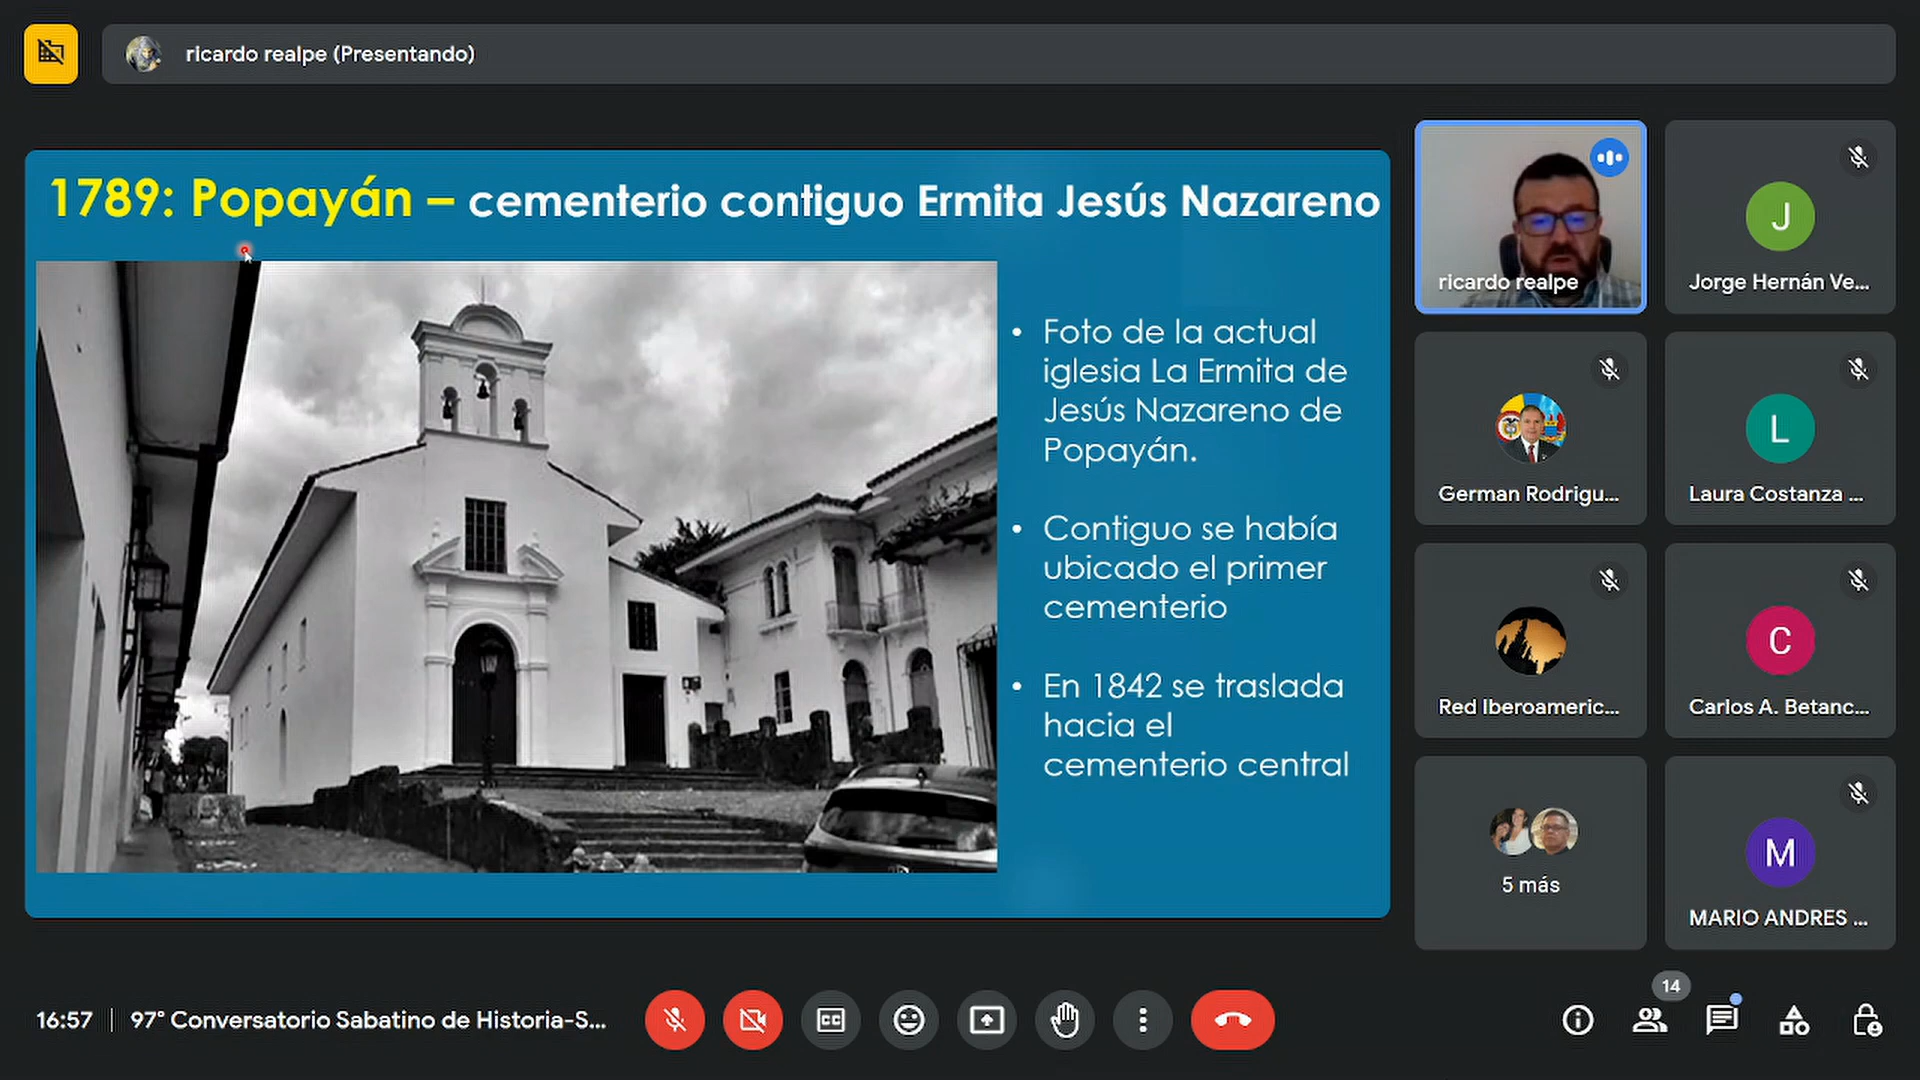 ricardo realpe (Presentando)
1789: Popayán – cementerio contiguo Ermita Jesús Nazareno
• Foto de la actual
iglesia La Ermita de
Jesús Nazareno de
Popayán.
• Contiguo se había
ubicado el primer
cementerio
• En 1842 se traslada
hacia el
cementerio central
ricardo realpe
J
Jorge Hernán Ve...
German Rodrigu...
L
Laura Costanza ...
Red Iberoameric...
C
Carlos A. Betanc...
5 más
M
MARIO ANDRES ...
16:57 | 97° Conversatorio Sabatino de Historia-S...
CC
14